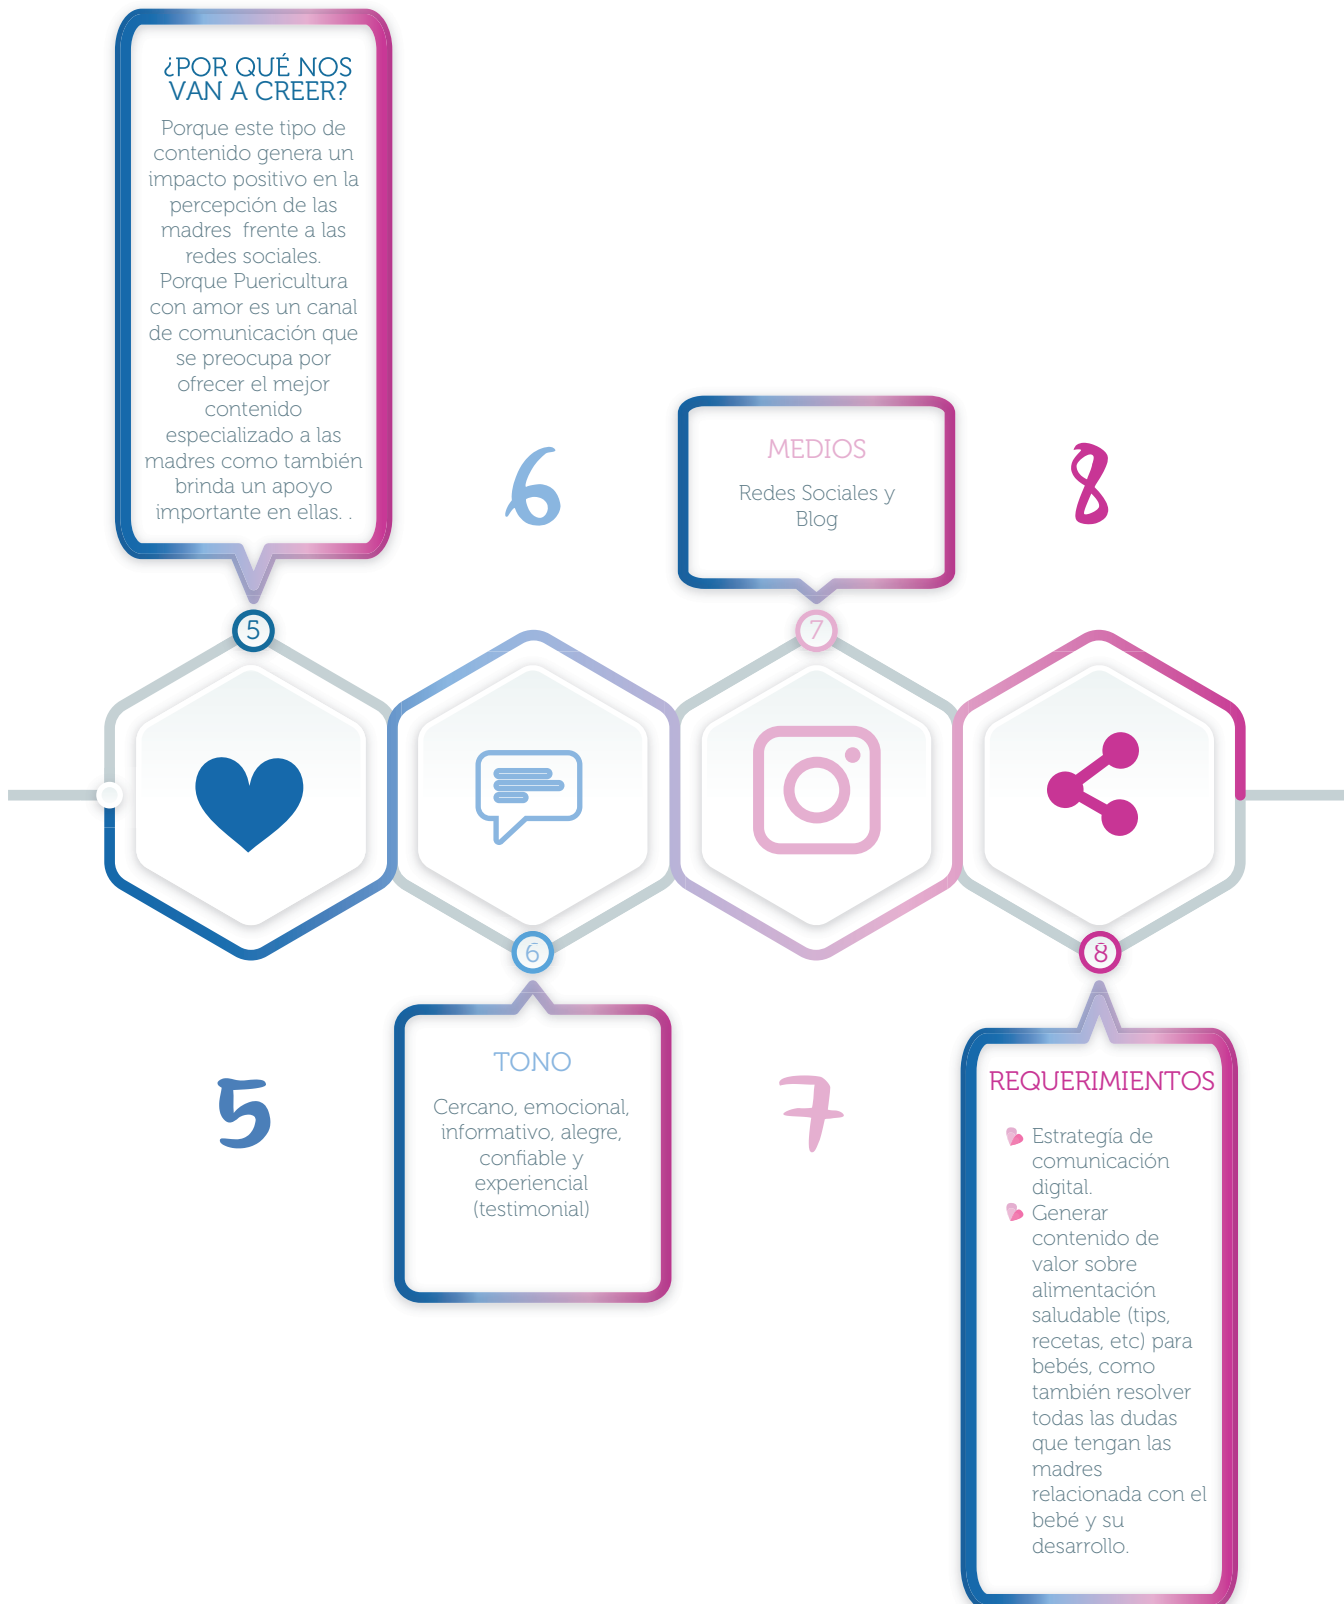 ¿POR QUÉ NOS
VAN A CREER?
Porque este tipo de
contenido genera un
impacto positivo en la
percepción de las
madres  frente a las
redes sociales.
Porque Puericultura
con amor es un canal
de comunicación que
se preocupa por
ofrecer el mejor
contenido
especializado a las
madres como también
brinda un apoyo
importante en ellas. .
5
5
6
6
TONO
Cercano, emocional,
informativo, alegre,
confiable y
experiencial
(testimonial)
MEDIOS
Redes Sociales y
Blog
7
7
8
8
REQUERIMIENTOS
Estrategía de
comunicación
digital.
Generar
contenido de
valor sobre
alimentación
saludable (tips,
recetas, etc) para
bebés, como
también resolver
todas las dudas
que tengan las
madres
relacionada con el
bebé y su
desarrollo.